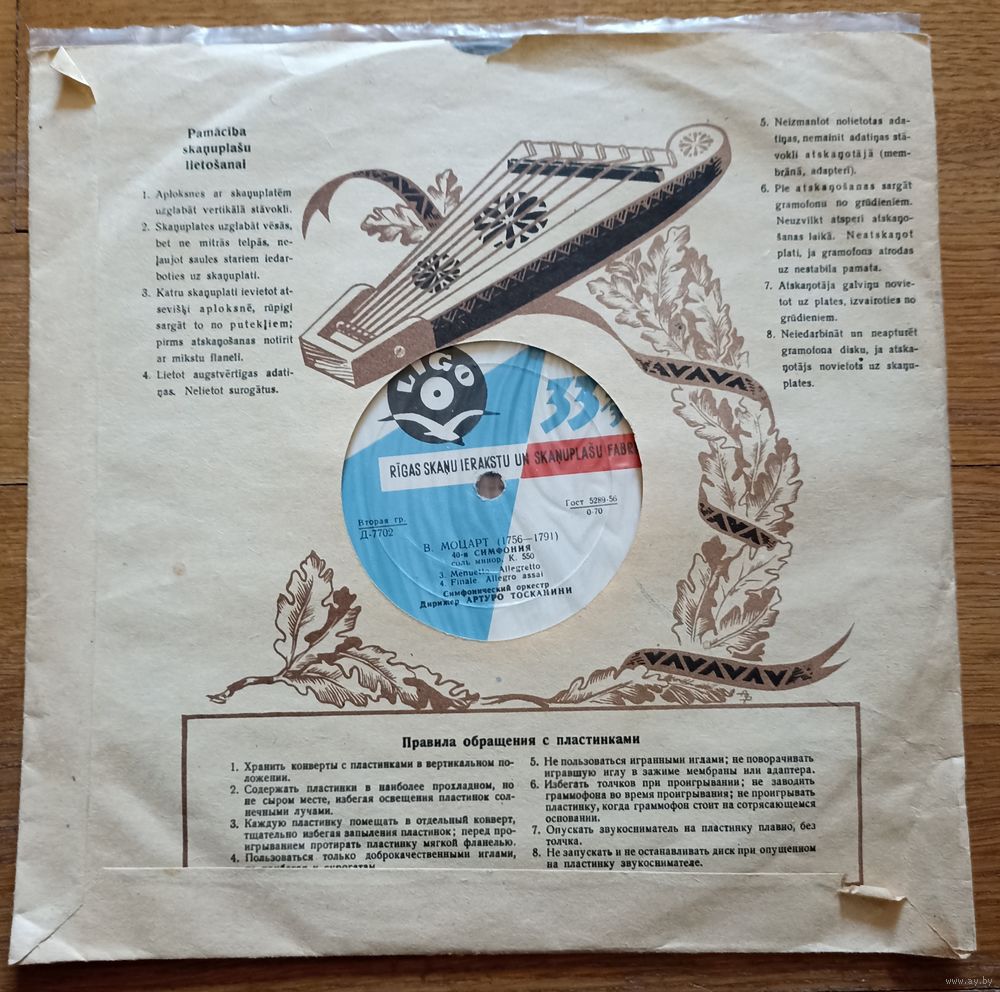 Pamācība
skaņuplašu
lietošanai
1. Aploksnes ar skaņuplatēm
uzglabāt vertikālā stāvokli.
2. Skaņuplates uzglabāt vēsās,
bet ne mitrās telpās, ne-
ļaujot saules stariem iedar-
boties uz skaņuplati.
3. Katru skaņuplati ievietot at-
sevišķi aploksnē, rūpīgi
sargāt to no putekļiem;
pirms atskaņošanas notīrīt
ar mīkstu flaneli.
4. Lietot augstvērtīgas adati-
ņas. Nelietot surogātus.
5. Neizmantot nolietotas ada-
tiņas, nemainīt adatiņas stā-
vokli atskaņotājā (mem-
brānā, adapterī).
6. Pie atskaņošanas sargāt
gramofonu no grūdieniem.
Neuzvilkt atsperi atskaņo-
šanas laikā. Neatskaņot
plati, ja gramofons atrodas
uz nestabila pamata.
7. Atskaņotāja galviņu novie-
tot uz plates, izvairoties no
grūdieniem.
8. Neiedarbināt un neapturēt
gramofona disku, ja atska-
ņotājs novietots uz skaņu-
plates.
LĪGO
33
RĪGAS SKAŅU IERAKSTU UN SKAŅUPLAŠU FABR
Вторая гр.
Д-7702
Гост 5289-56
0-70
В. МОЦАРТ (1756—1791)
40-я СИМФОНИЯ
соль минор, К. 550
3. Menuetto Allegretto
4. Finale Allegro assai
Симфонический оркестр
Дирижер АРТУРО ТОСКАНИНИ
Правила обращения с пластинками
1. Хранить конверты с пластинками в вертикальном по-
ложении.
2. Содержать пластинки в наиболее прохладном, но
не сыром месте, избегая освещения пластинок сол-
нечными лучами.
3. Каждую пластинку помещать в отдельный конверт,
тщательно избегая запыления пластинок; перед про-
игрыванием протирать пластинку мягкой фланелью.
4. Пользоваться только доброкачественными иглами,
5. Не пользоваться игранными иглами; не поворачивать
игравшую иглу в зажиме мембраны или адаптера.
6. Избегать толчков при проигрывании; не заводить
граммофона во время проигрывания; не проигрывать
пластинку, когда граммофон стоит на сотрясающемся
основании.
7. Опускать звукосниматель на пластинку плавно, без
толчка.
8. Не запускать и не останавливать диск при опущенном
на пластинку звукоснимателе.
www.ay.by